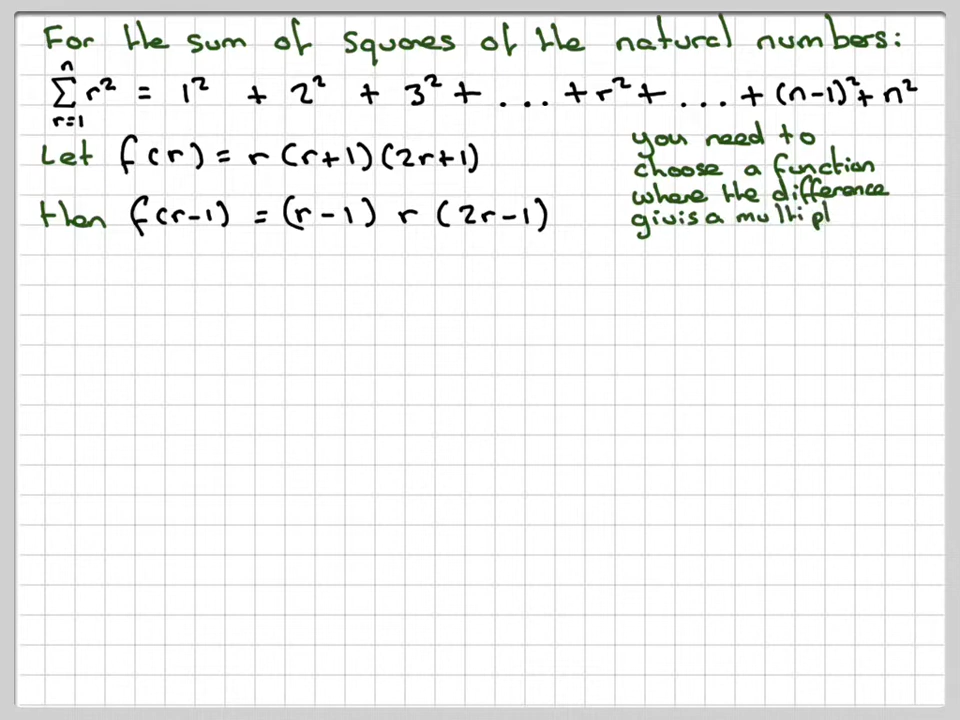 For the sum of squares of the natural numbers:
n
∑ r² = 1² + 2² + 3² + ... + r² + ... + (n-1)² + n²
r=1
Let f(r) = r(r+1)(2r+1)
then f(r-1) = (r-1) r (2r-1)
you need to
choose a function
where the difference
givis a multipl